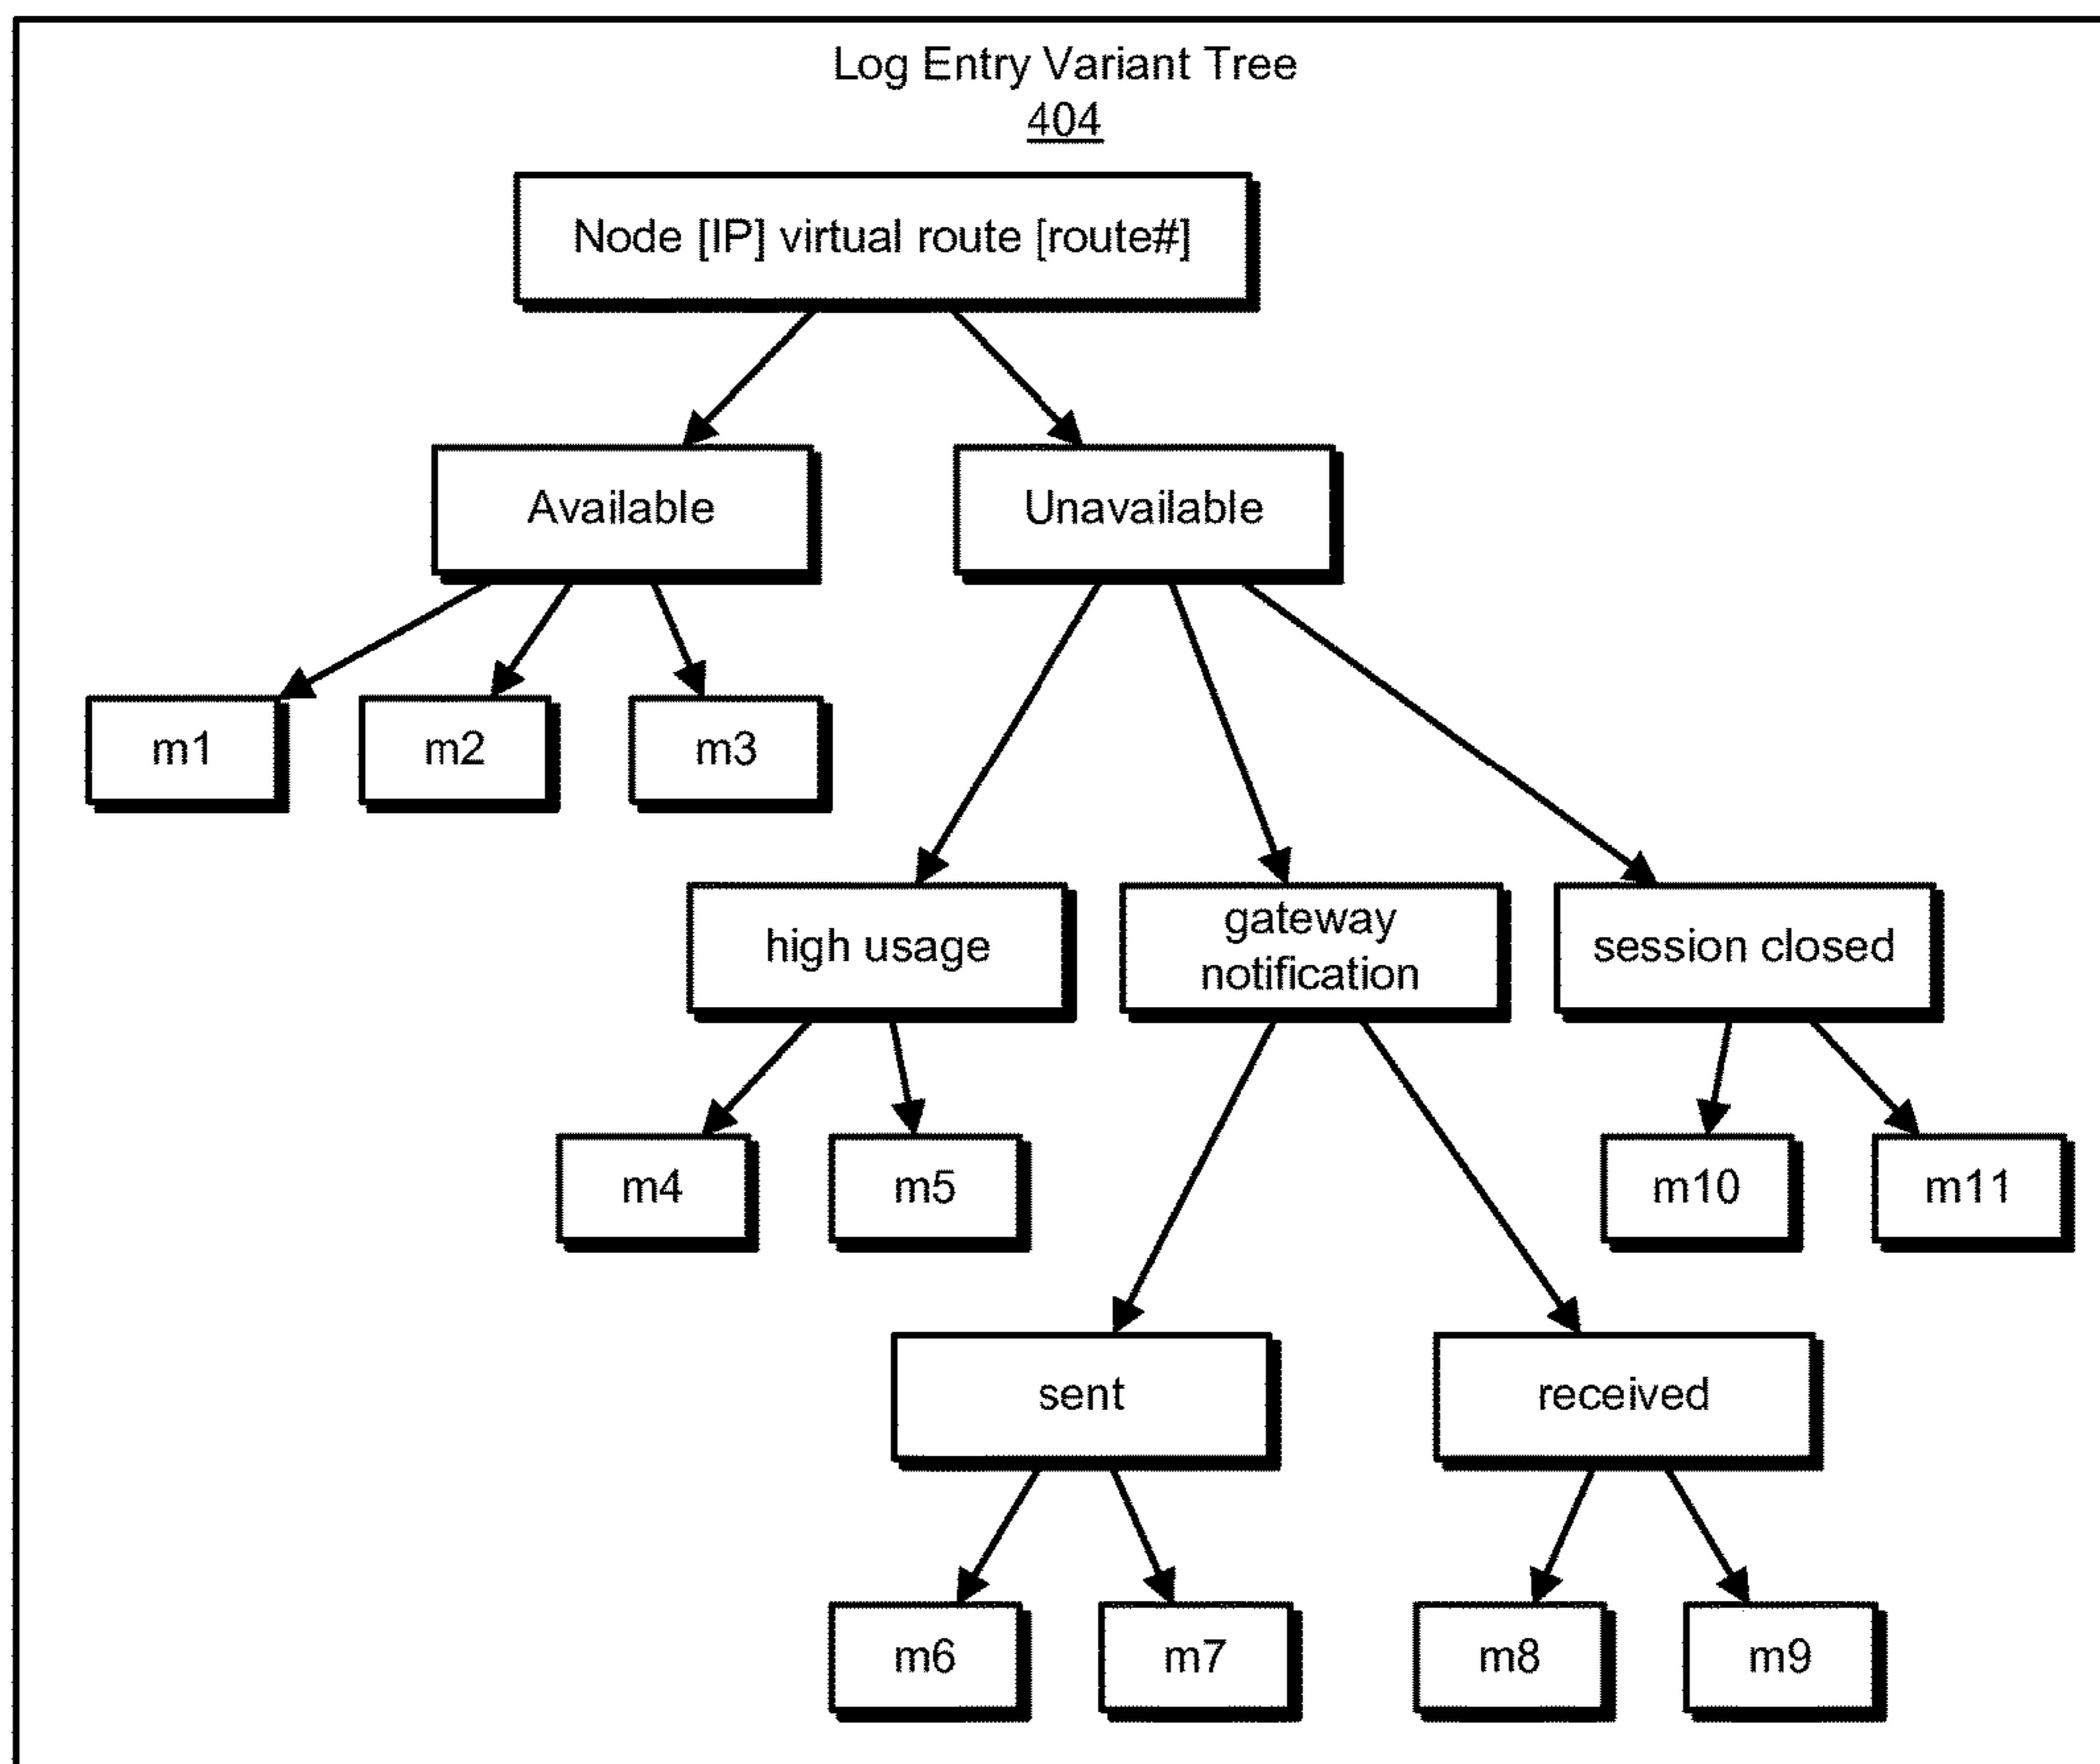 Log Entry Variant Tree
404
Node [IP] virtual route [route#]
Available
Unavailable
m1
m2
m3
high usage
gateway
notification
session closed
m4
m5
m10
m11
sent
received
m6
m7
m8
m9